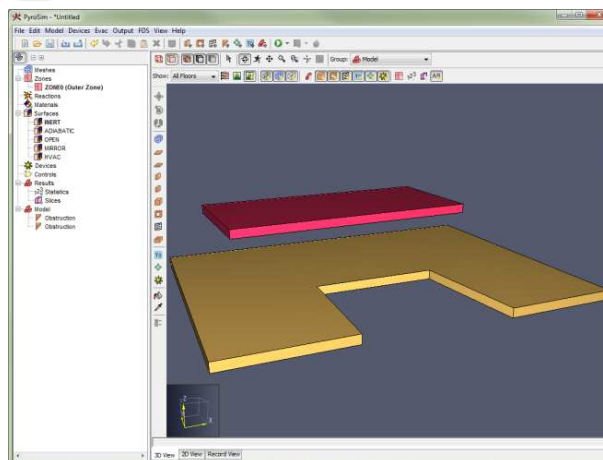 PyroSim - "Untitled
File Edit Model Devices Evac Output FDS View Help
Group: Model
Show: All Floors
Meshes
Zones
ZONE0 (Outer Zone)
Reactions
Materials
Surfaces
INERT
ADIABATIC
OPEN
MIRROR
HVAC
Devices
Controls
Results
Statistics
Slices
Model
Obstruction
Obstruction
Z
X
3D View 2D View Record View